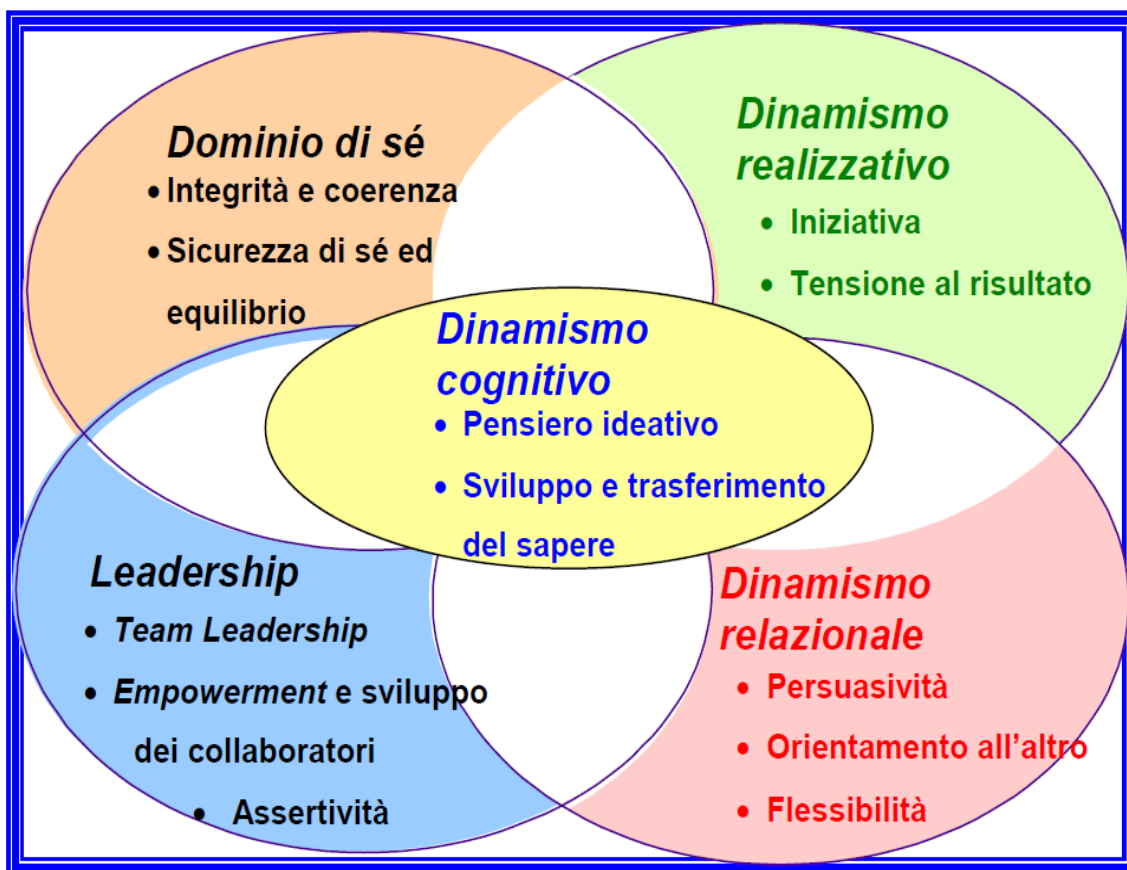 Dominio di sé
• Integrità e coerenza
• Sicurezza di sé ed
equilibrio
Dinamismo
realizzativo
• Iniziativa
• Tensione al risultato
Dinamismo
cognitivo
• Pensiero ideativo
• Sviluppo e trasferimento
del sapere
Leadership
• Team Leadership
• Empowerment e sviluppo
dei collaboratori
• Assertività
Dinamismo
relazionale
• Persuasività
• Orientamento all’altro
• Flessibilità